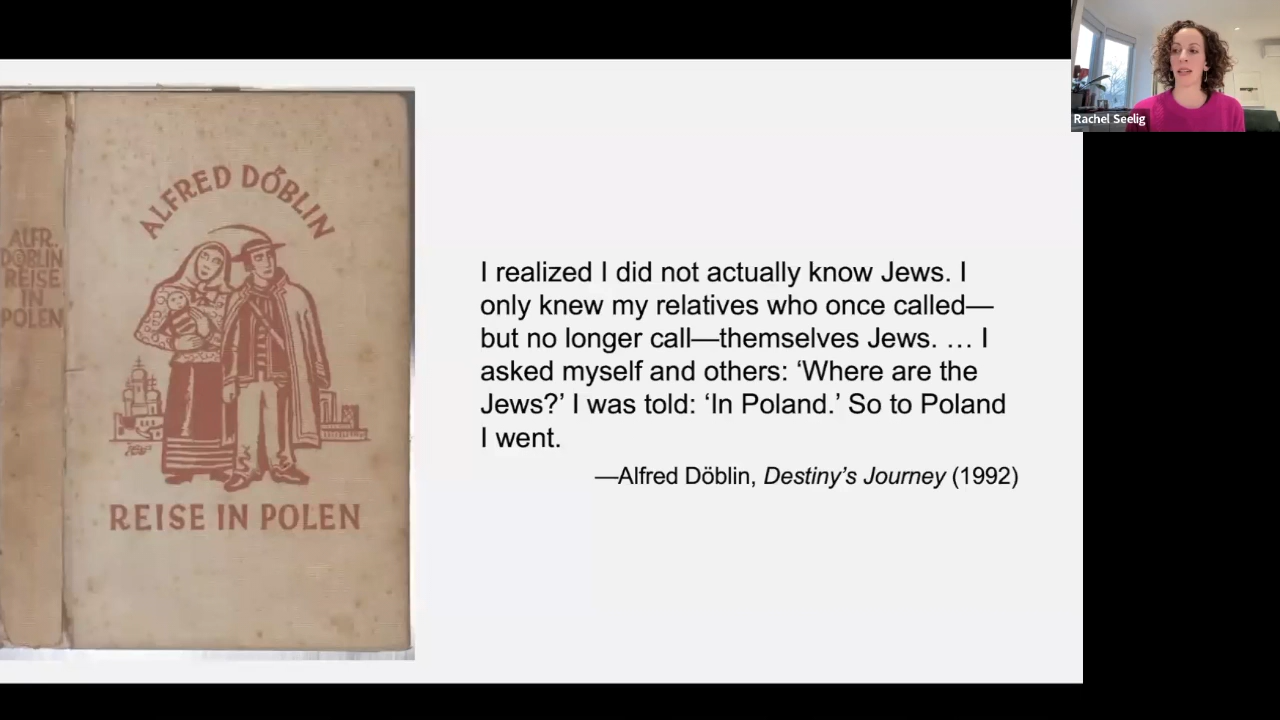 ALFR.
DÖBLIN
REISE
IN
POLEN
ALFRED DÖBLIN
REISE IN POLEN
I realized I did not actually know Jews. I
only knew my relatives who once called—
but no longer call—themselves Jews. … I
asked myself and others: ‘Where are the
Jews?’ I was told: ‘In Poland.’ So to Poland
I went.
—Alfred Döblin, Destiny’s Journey (1992)
Rachel Seelig